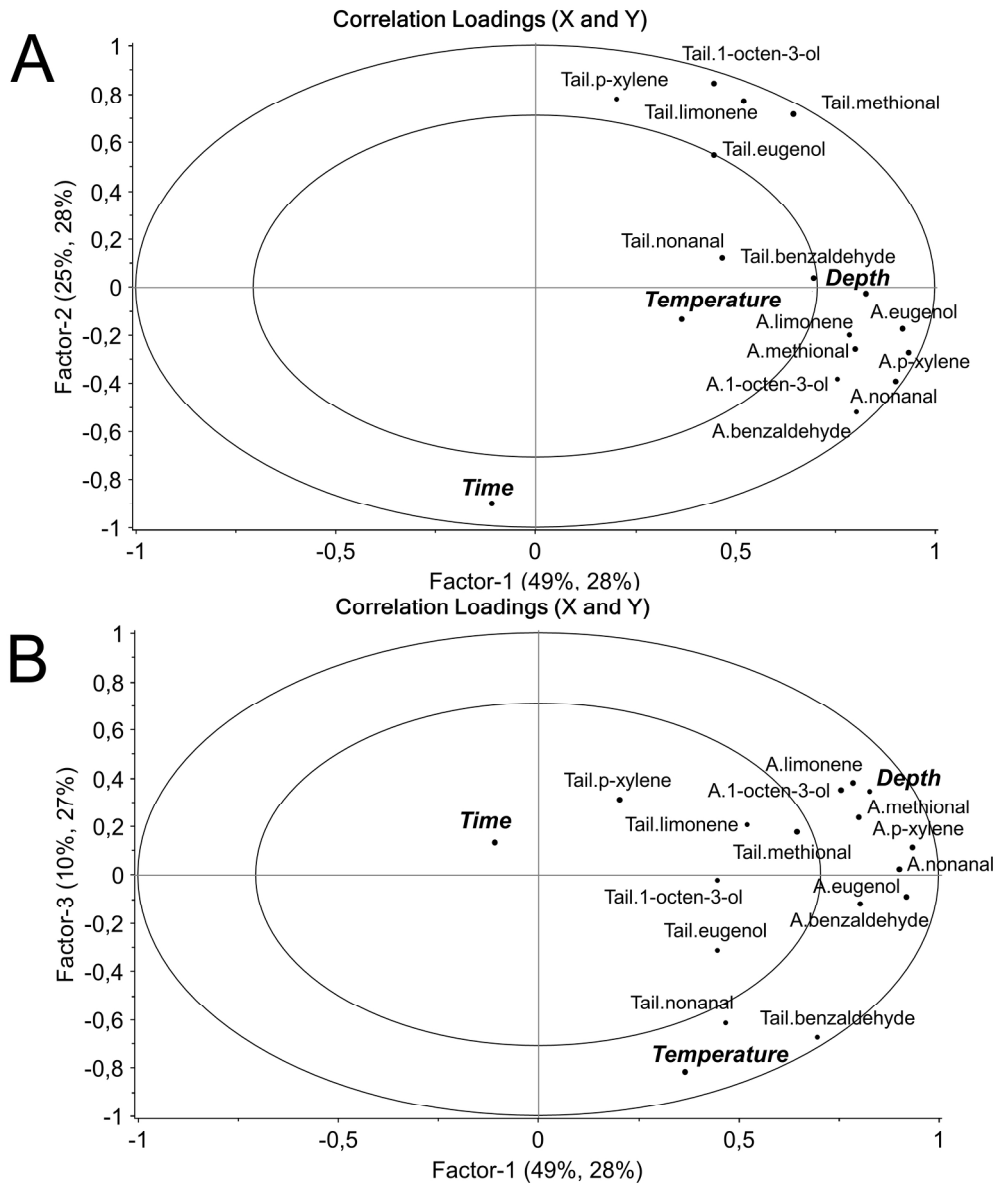 Correlation Loadings (X and Y)
A
1
Tail.1-octen-3-ol
Tail.p-xylene
0,8
Tail.limonene
Tail.methional
0,6
Tail.eugenol
0,4
0,2
Tail.nonanal
Tail.benzaldehyde
Depth
0
Temperature
A.eugenol
-0,2
A.limonene
A.methional
A.p-xylene
-0,4
A.1-octen-3-ol
A.nonanal
-0,6
A.benzaldehyde
-0,8
Time
-1
Factor-2 (25%, 28%)
-1 -0,5 0 0,5 1
Factor-1 (49%, 28%)
Correlation Loadings (X and Y)
B
1
0,8
0,6
A.limonene
Depth
0,4
Tail.p-xylene
A.1-octen-3-ol
A.methional
Time
Tail.limonene
A.p-xylene
0,2
Tail.methional
A.nonanal
0
A.eugenol
Tail.1-octen-3-ol
A.benzaldehyde
-0,2
Tail.eugenol
-0,4
Tail.nonanal
-0,6
Tail.benzaldehyde
Temperature
-0,8
-1
Factor-3 (10%, 27%)
-1 -0,5 0 0,5 1
Factor-1 (49%, 28%)